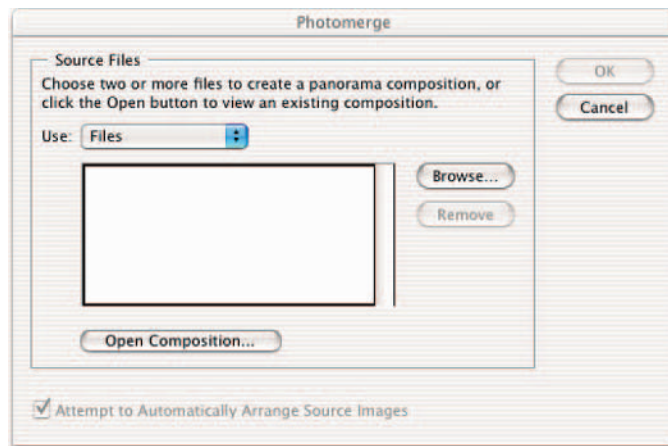 Photomerge
Source Files
Choose two or more files to create a panorama composition, or
click the Open button to view an existing composition.
Use: Files
Browse...
Remove
Open Composition...
Attempt to Automatically Arrange Source Images
OK
Cancel